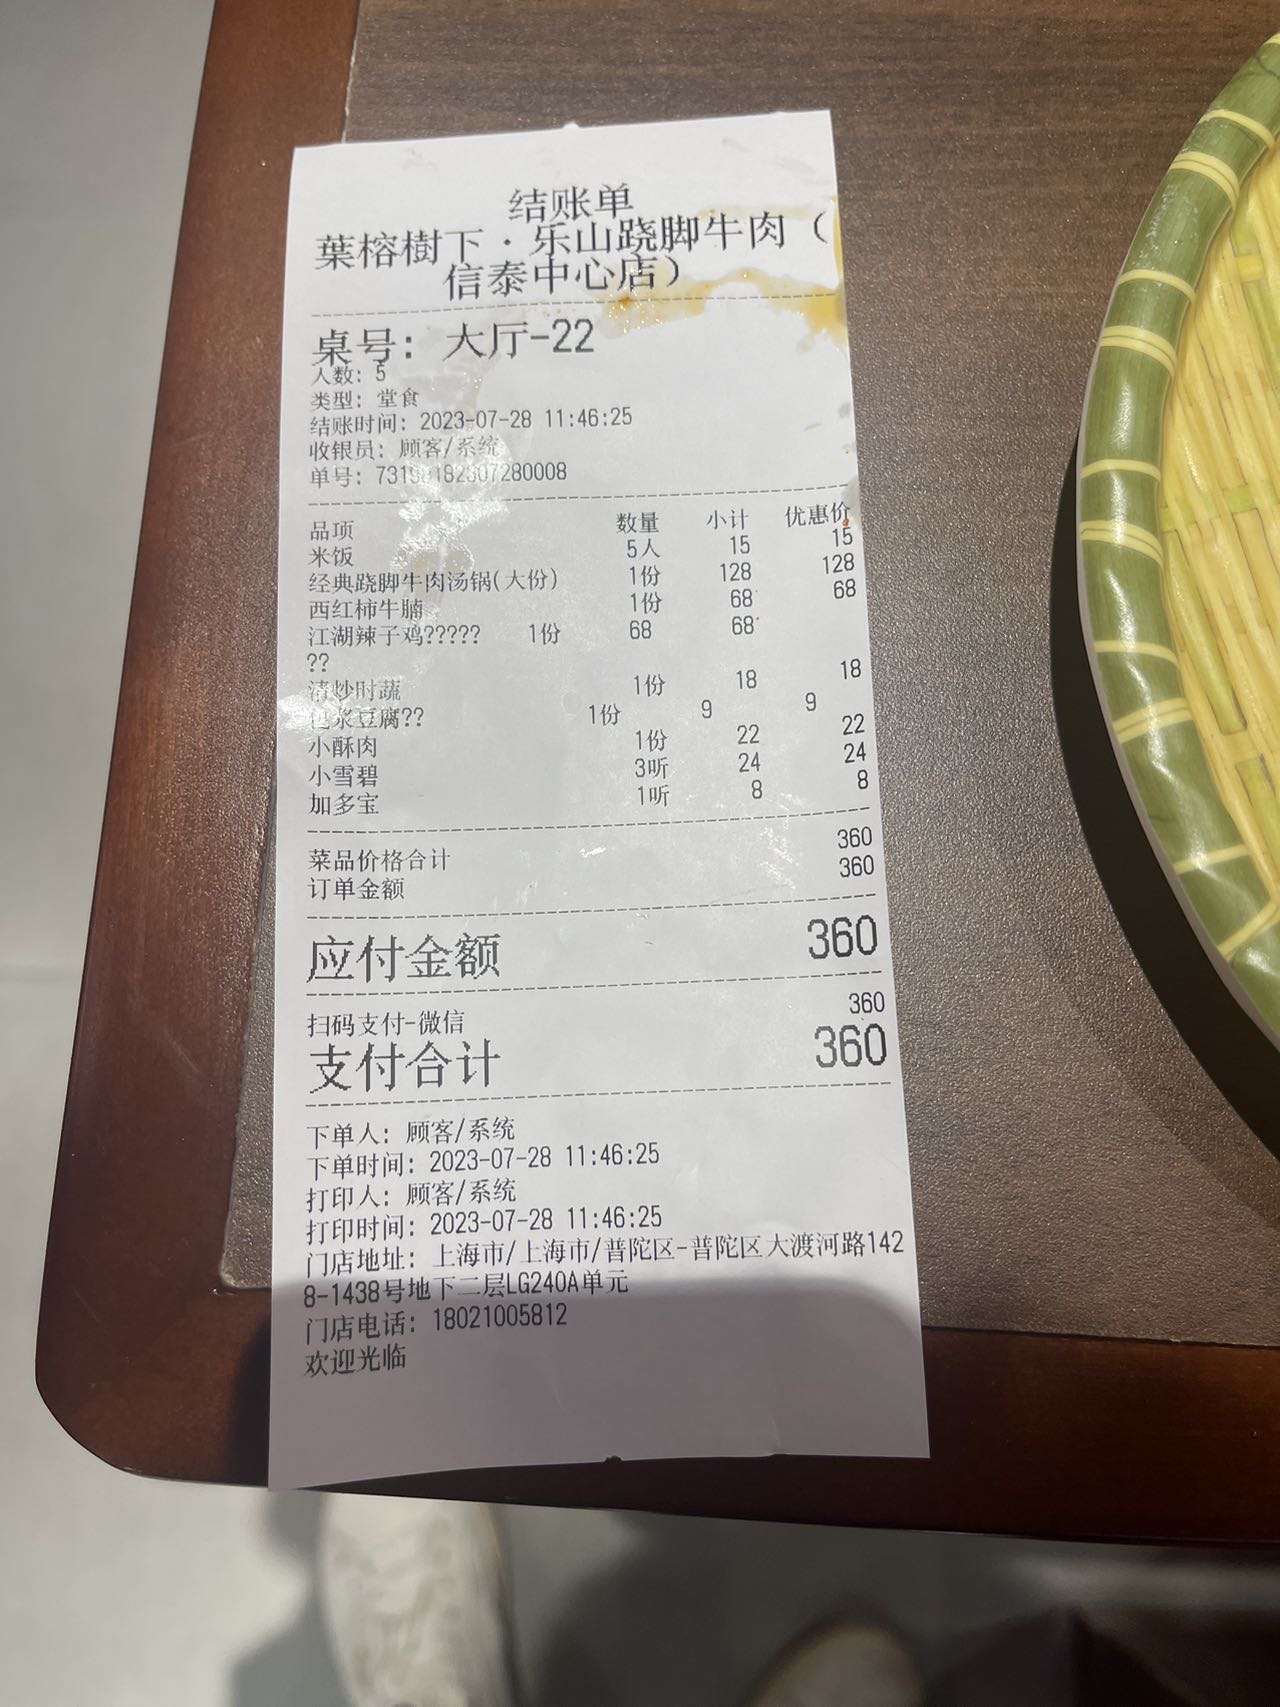 结账单
葉榕樹下·乐山跷脚牛肉（
信泰中心店）
桌号: 大厅-22
人数: 5
类型: 堂食
结账时间: 2023-07-28 11:46:25
收银员: 顾客/系统
单号: 73190182307280008
品项 数量 小计 优惠价
米饭 5人 15 15
经典跷脚牛肉汤锅(大份) 1份 128 128
西红柿牛腩 1份 68 68
江湖辣子鸡????? 1份 68 68
??
清炒时蔬 1份 18 18
包浆豆腐?? 1份 9 9
小酥肉 1份 22 22
小雪碧 3听 24 24
加多宝 1听 8 8
菜品价格合计 360
订单金额 360
应付金额 360
扫码支付-微信 360
支付合计 360
下单人: 顾客/系统
下单时间: 2023-07-28 11:46:25
打印人: 顾客/系统
打印时间: 2023-07-28 11:46:25
门店地址: 上海市/上海市/普陀区-普陀区大渡河路142
8-1438号地下二层LG240A单元
门店电话: 18021005812
欢迎光临